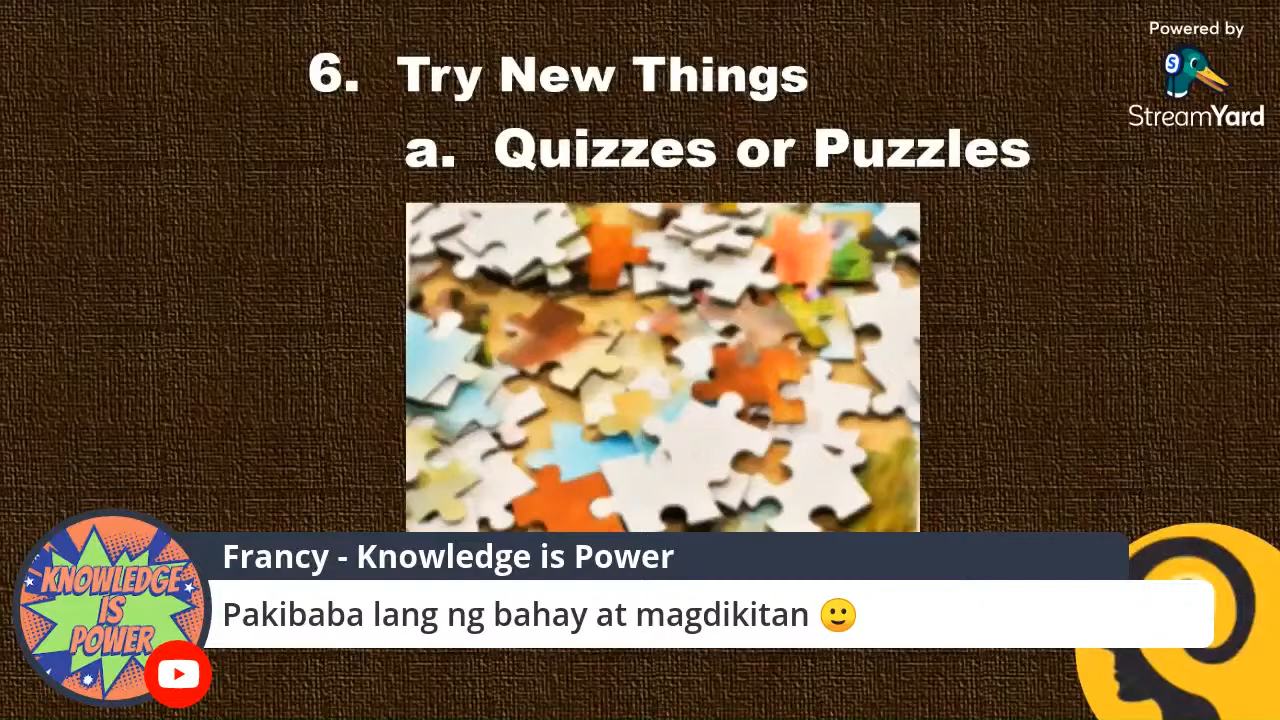 Powered by
StreamYard
6. Try New Things
a. Quizzes or Puzzles
Francy - Knowledge is Power
Pakibaba lang ng bahay at magdikitan 🙂
KNOWLEDGE
IS
POWER
S